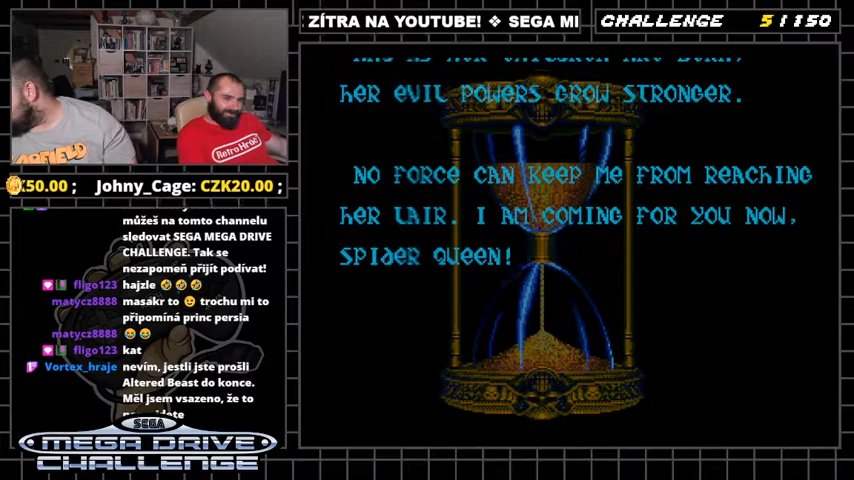 ZÍTRA NA YOUTUBE! ❖ SEGA MI
CHALLENGE 5/150
50.00 ; Johny_Cage: CZK20.00 ;
můžeš na tomto channelu
sledovat SEGA MEGA DRIVE
CHALLENGE. Tak se
nezapomeň přijít podívat!
fligo123 hajzle 🤣🤣🤣
matycz8888 masakr to 😉 trochu mi to
připomíná princ persia
matycz8888 😂😂
fligo123 kat
Vortex_hraje nevím, jestli jste prošli
Altered Beast do konce.
Měl jsem vsazeno, že to
SEGA
MEGA DRIVE
CHALLENGE
GARFIELD
Retro Hráč
HER EVIL POWERS GROW STRONGER.
NO FORCE CAN KEEP ME FROM REACHING
HER LAIR. I AM COMING FOR YOU NOW,
SPIDER QUEEN!